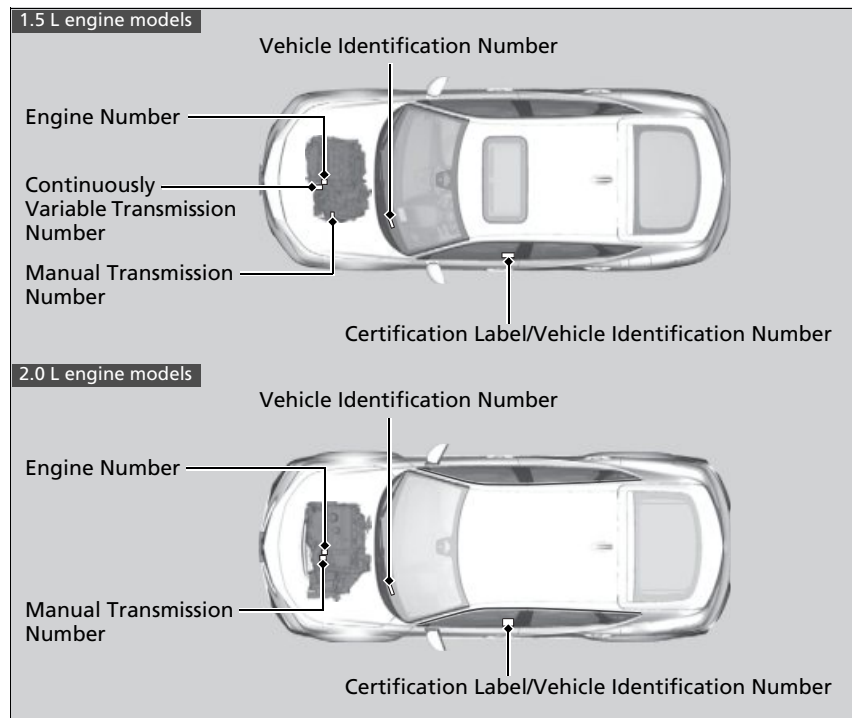 1.5 L engine models
Vehicle Identification Number
Engine Number
Continuously
Variable Transmission
Number
Manual Transmission
Number
Certification Label/Vehicle Identification Number
2.0 L engine models
Vehicle Identification Number
Engine Number
Manual Transmission
Number
Certification Label/Vehicle Identification Number